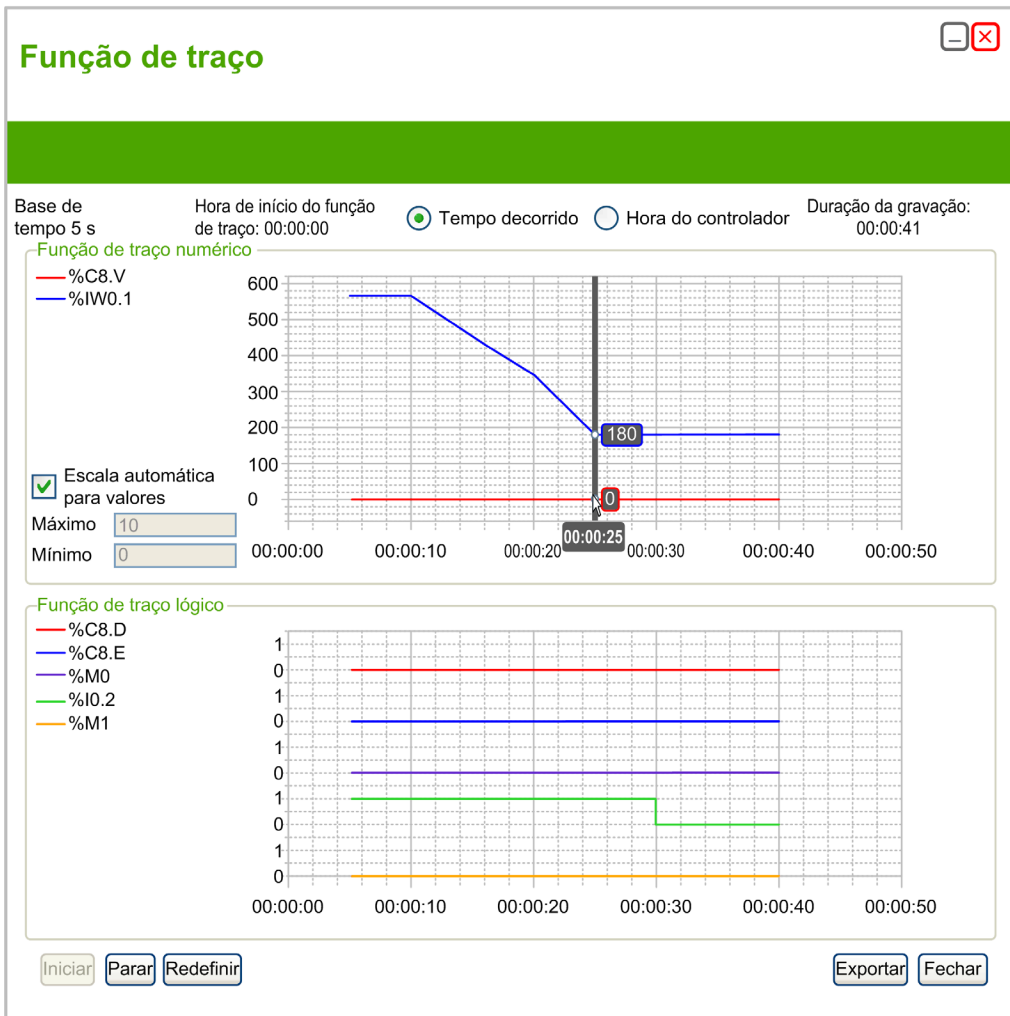 Função de traço
Base de
tempo 5 s
Hora de início do função
de traço: 00:00:00
Tempo decorrido
Hora do controlador
Duração da gravação:
00:00:41
Função de traço numérico
%C8.V
%IW0.1
600
500
400
300
200
100
0
180
0
Escala automática
para valores
Máximo 10
Mínimo 0
00:00:00 00:00:10 00:00:20 00:00:25 00:00:30 00:00:40 00:00:50
Função de traço lógico
%C8.D
%C8.E
%M0
%I0.2
%M1
1
0
1
0
1
0
1
0
1
0
00:00:00 00:00:10 00:00:20 00:00:30 00:00:40 00:00:50
Iniciar Parar Redefinir Exportar Fechar